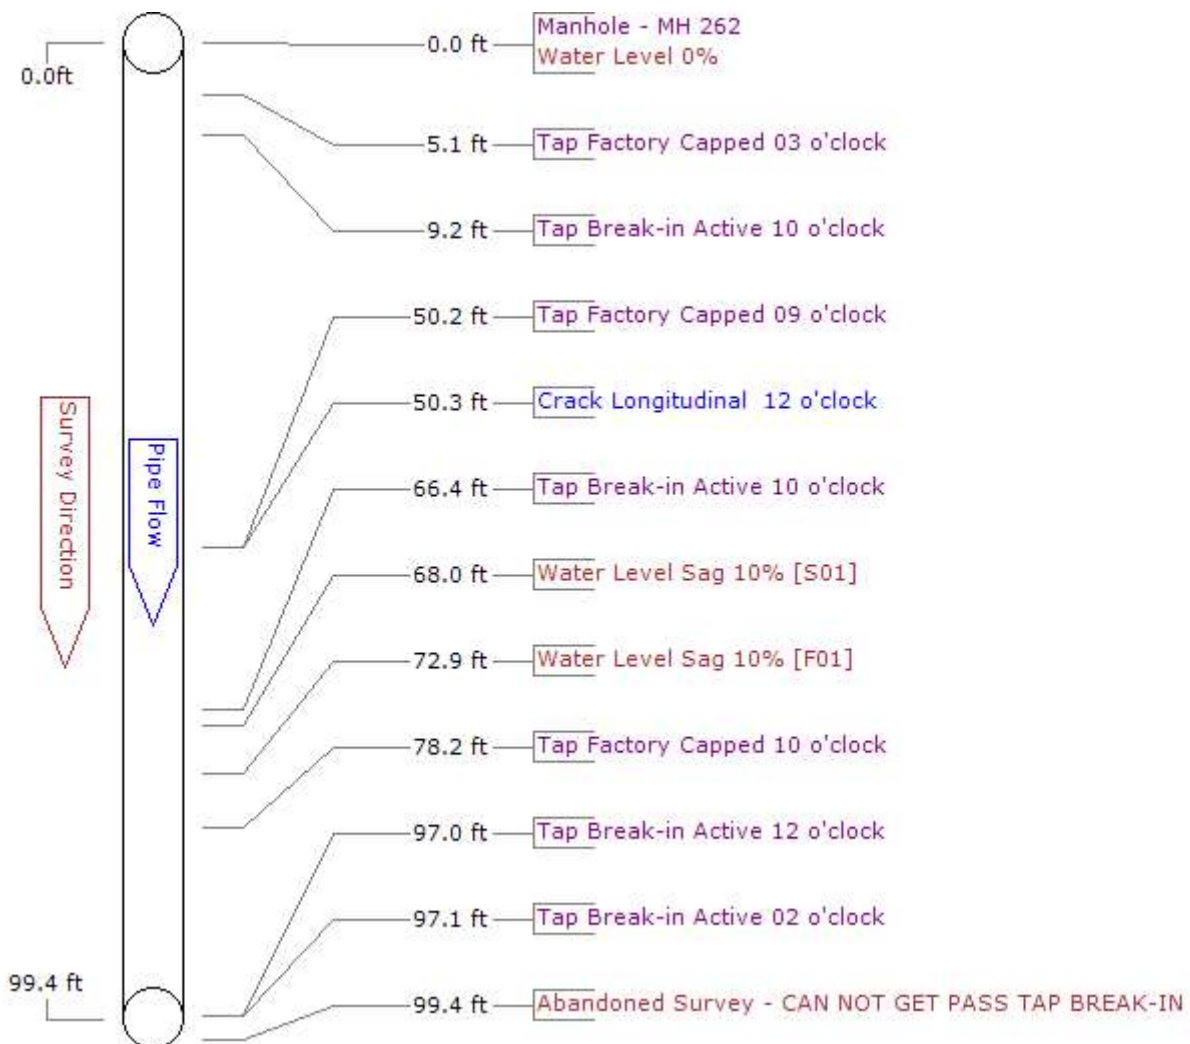 Manhole - MH 262
0.0 ft
Water Level 0%
0.0ft
5.1 ft Tap Factory Capped 03 o'clock
9.2 ft Tap Break-in Active 10 o'clock
50.2 ft Tap Factory Capped 09 o'clock
50.3 ft Crack Longitudinal 12 o'clock
Survey Direction
Pipe Flow
66.4 ft Tap Break-in Active 10 o'clock
68.0 ft Water Level Sag 10% [S01]
72.9 ft Water Level Sag 10% [F01]
78.2 ft Tap Factory Capped 10 o'clock
97.0 ft Tap Break-in Active 12 o'clock
97.1 ft Tap Break-in Active 02 o'clock
99.4 ft
99.4 ft Abandoned Survey - CAN NOT GET PASS TAP BREAK-IN